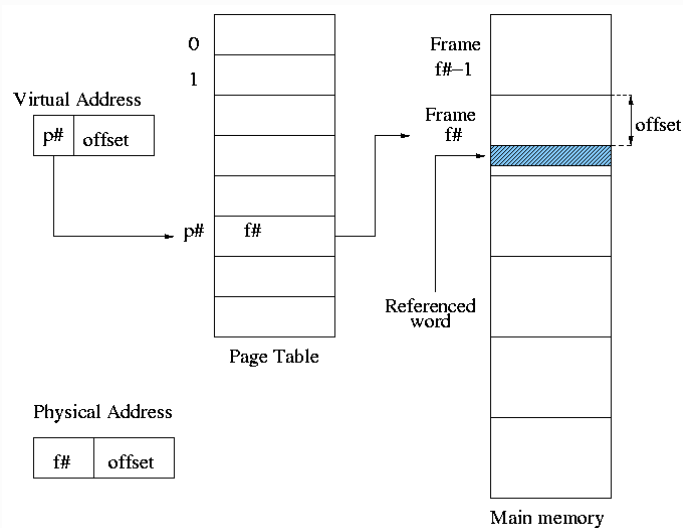 0
1
Virtual Address
p#
offset
p#
f#
Page Table
Physical Address
f#
offset
Frame
f#−1
Frame
f#
offset
Referenced
word
Main memory